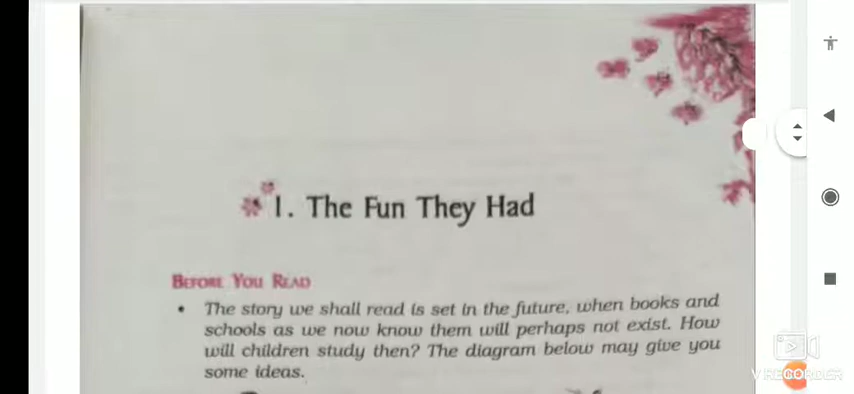 1. The Fun They Had
BEFORE YOU READ
• The story we shall read is set in the future, when books and
schools as we now know them will perhaps not exist. How
will children study then? The diagram below may give you
some ideas.
V RECORDER